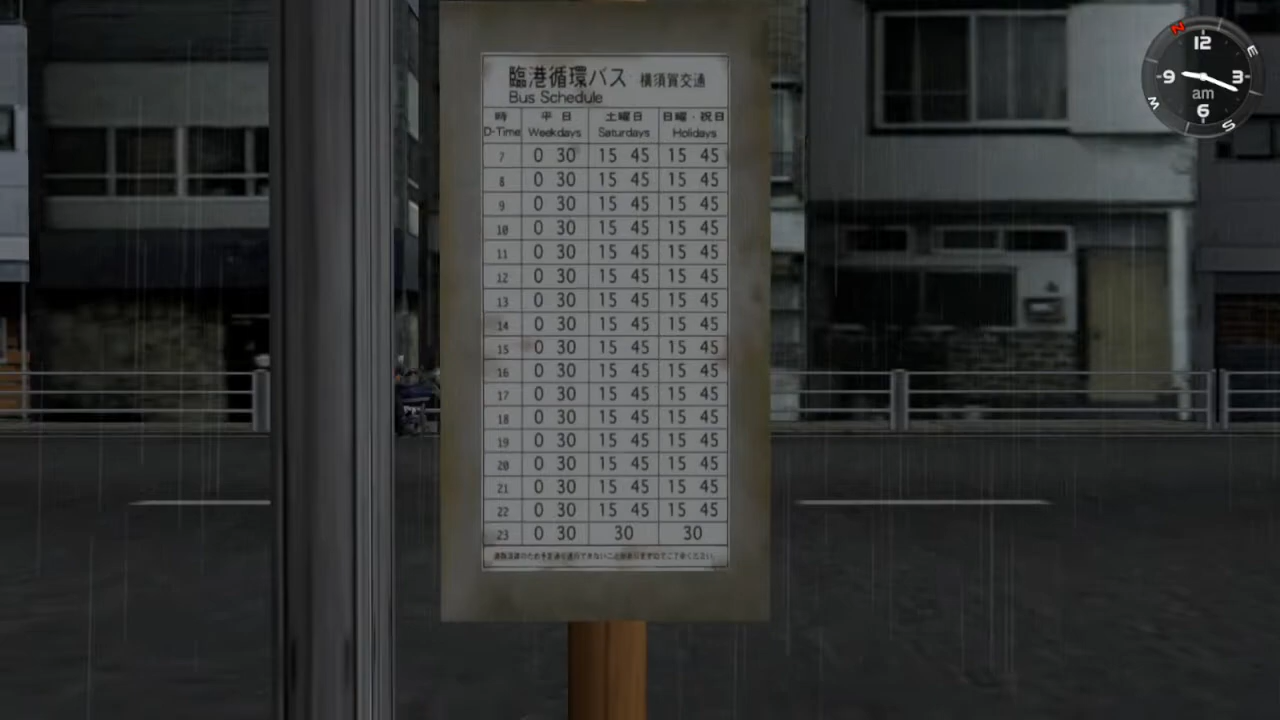 臨港循環バス 横須賀交通
Bus Schedule
時 平日 土曜日 日曜・祝日
D-Time Weekdays Saturdays Holidays
7 0 30 15 45 15 45
8 0 30 15 45 15 45
9 0 30 15 45 15 45
10 0 30 15 45 15 45
11 0 30 15 45 15 45
12 0 30 15 45 15 45
13 0 30 15 45 15 45
14 0 30 15 45 15 45
15 0 30 15 45 15 45
16 0 30 15 45 15 45
17 0 30 15 45 15 45
18 0 30 15 45 15 45
19 0 30 15 45 15 45
20 0 30 15 45 15 45
21 0 30 15 45 15 45
22 0 30 15 45 15 45
23 0 30 30 30
N
12
E
9 3
am
W 6 S